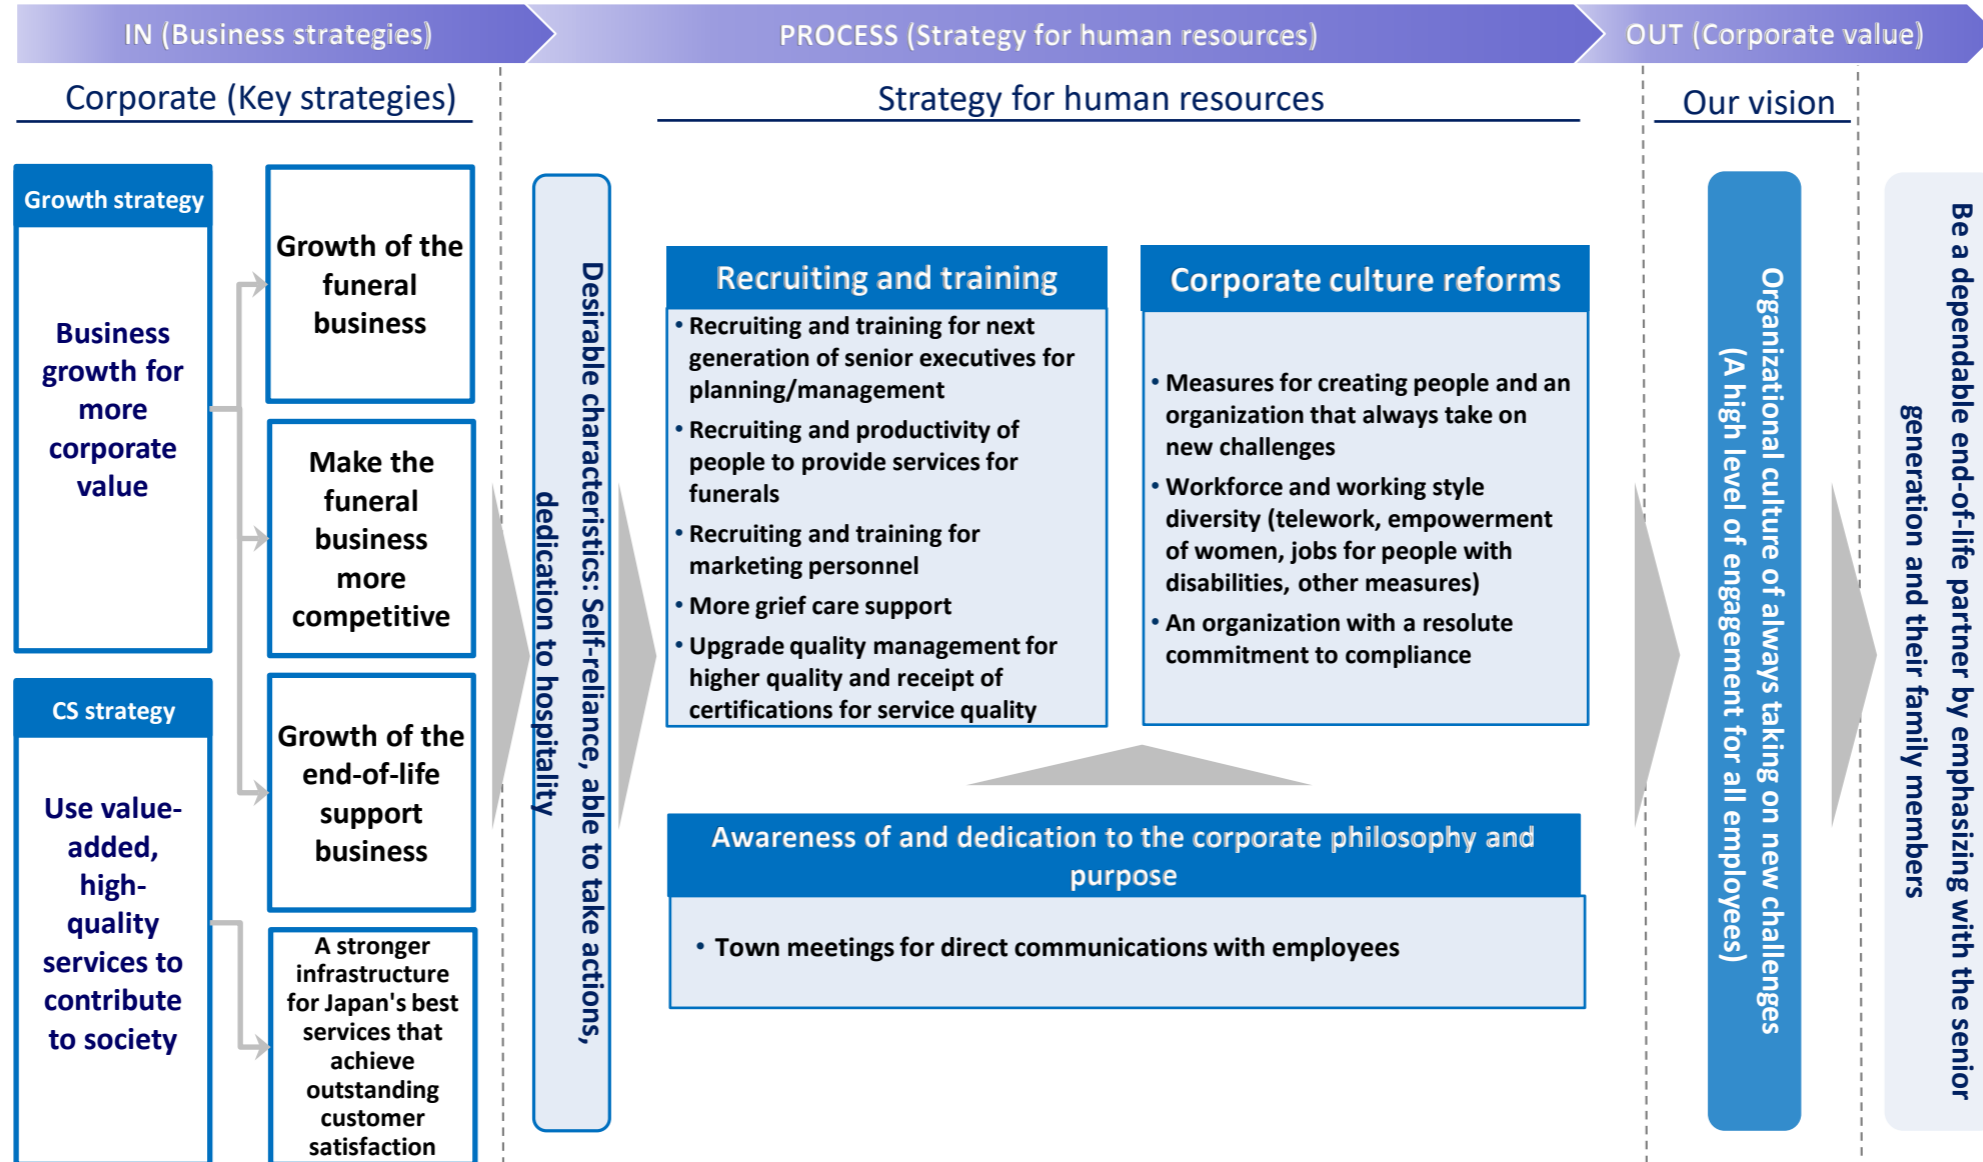 IN (Business strategies)
PROCESS (Strategy for human resources)
OUT (Corporate value)
Corporate (Key strategies)
Strategy for human resources
Our vision
Growth strategy
Business
growth for
more
corporate
value
CS strategy
Use value-
added,
high-
quality
services to
contribute
to society
Growth of the
funeral
business
Make the
funeral
business
more
competitive
Growth of the
end-of-life
support
business
A stronger
infrastructure
for Japan's best
services that
achieve
outstanding
customer
satisfaction
Desirable characteristics: Self-reliance, able to take actions,
dedication to hospitality
Recruiting and training
• Recruiting and training for next
generation of senior executives for
planning/management
• Recruiting and productivity of
people to provide services for
funerals
• Recruiting and training for
marketing personnel
• More grief care support
• Upgrade quality management for
higher quality and receipt of
certifications for service quality
Corporate culture reforms
• Measures for creating people and an
organization that always take on
new challenges
• Workforce and working style
diversity (telework, empowerment
of women, jobs for people with
disabilities, other measures)
• An organization with a resolute
commitment to compliance
Awareness of and dedication to the corporate philosophy and
purpose
• Town meetings for direct communications with employees
Organizational culture of always taking on new challenges
(A high level of engagement for all employees)
Be a dependable end-of-life partner by emphasizing with the senior
generation and their family members